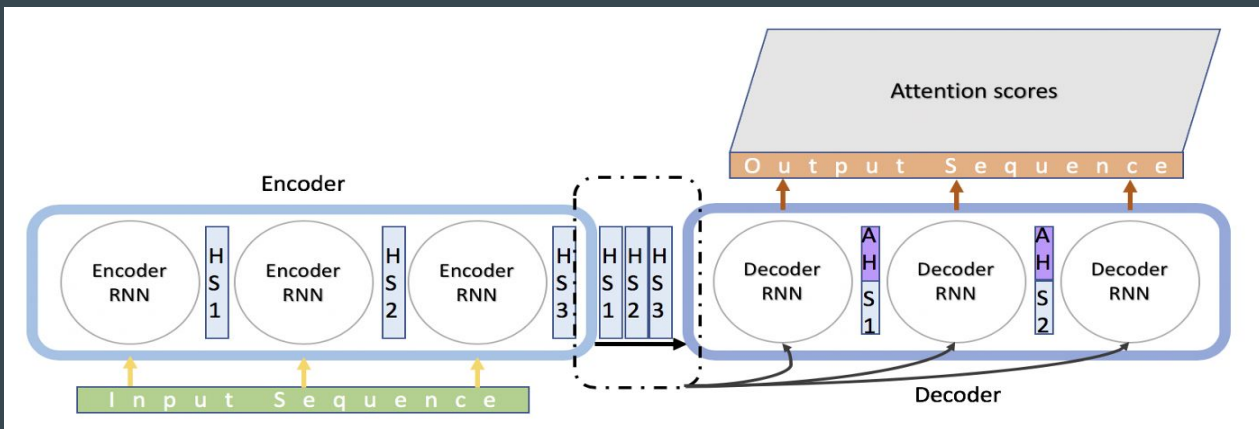 Attention scores
Output Sequence
Encoder
Encoder RNN
HS1
Encoder RNN
HS2
Encoder RNN
HS3
HS1
HS2
HS3
Decoder RNN
AHS1
Decoder RNN
AHS2
Decoder RNN
Input Sequence
Decoder